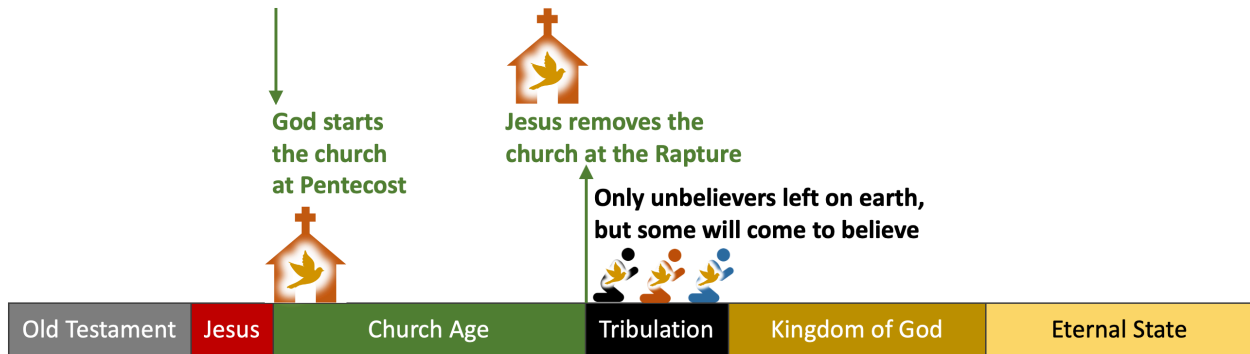 God starts
the church
at Pentecost
Jesus removes the
church at the Rapture
Only unbelievers left on earth,
but some will come to believe
Old Testament
Jesus
Church Age
Tribulation
Kingdom of God
Eternal State